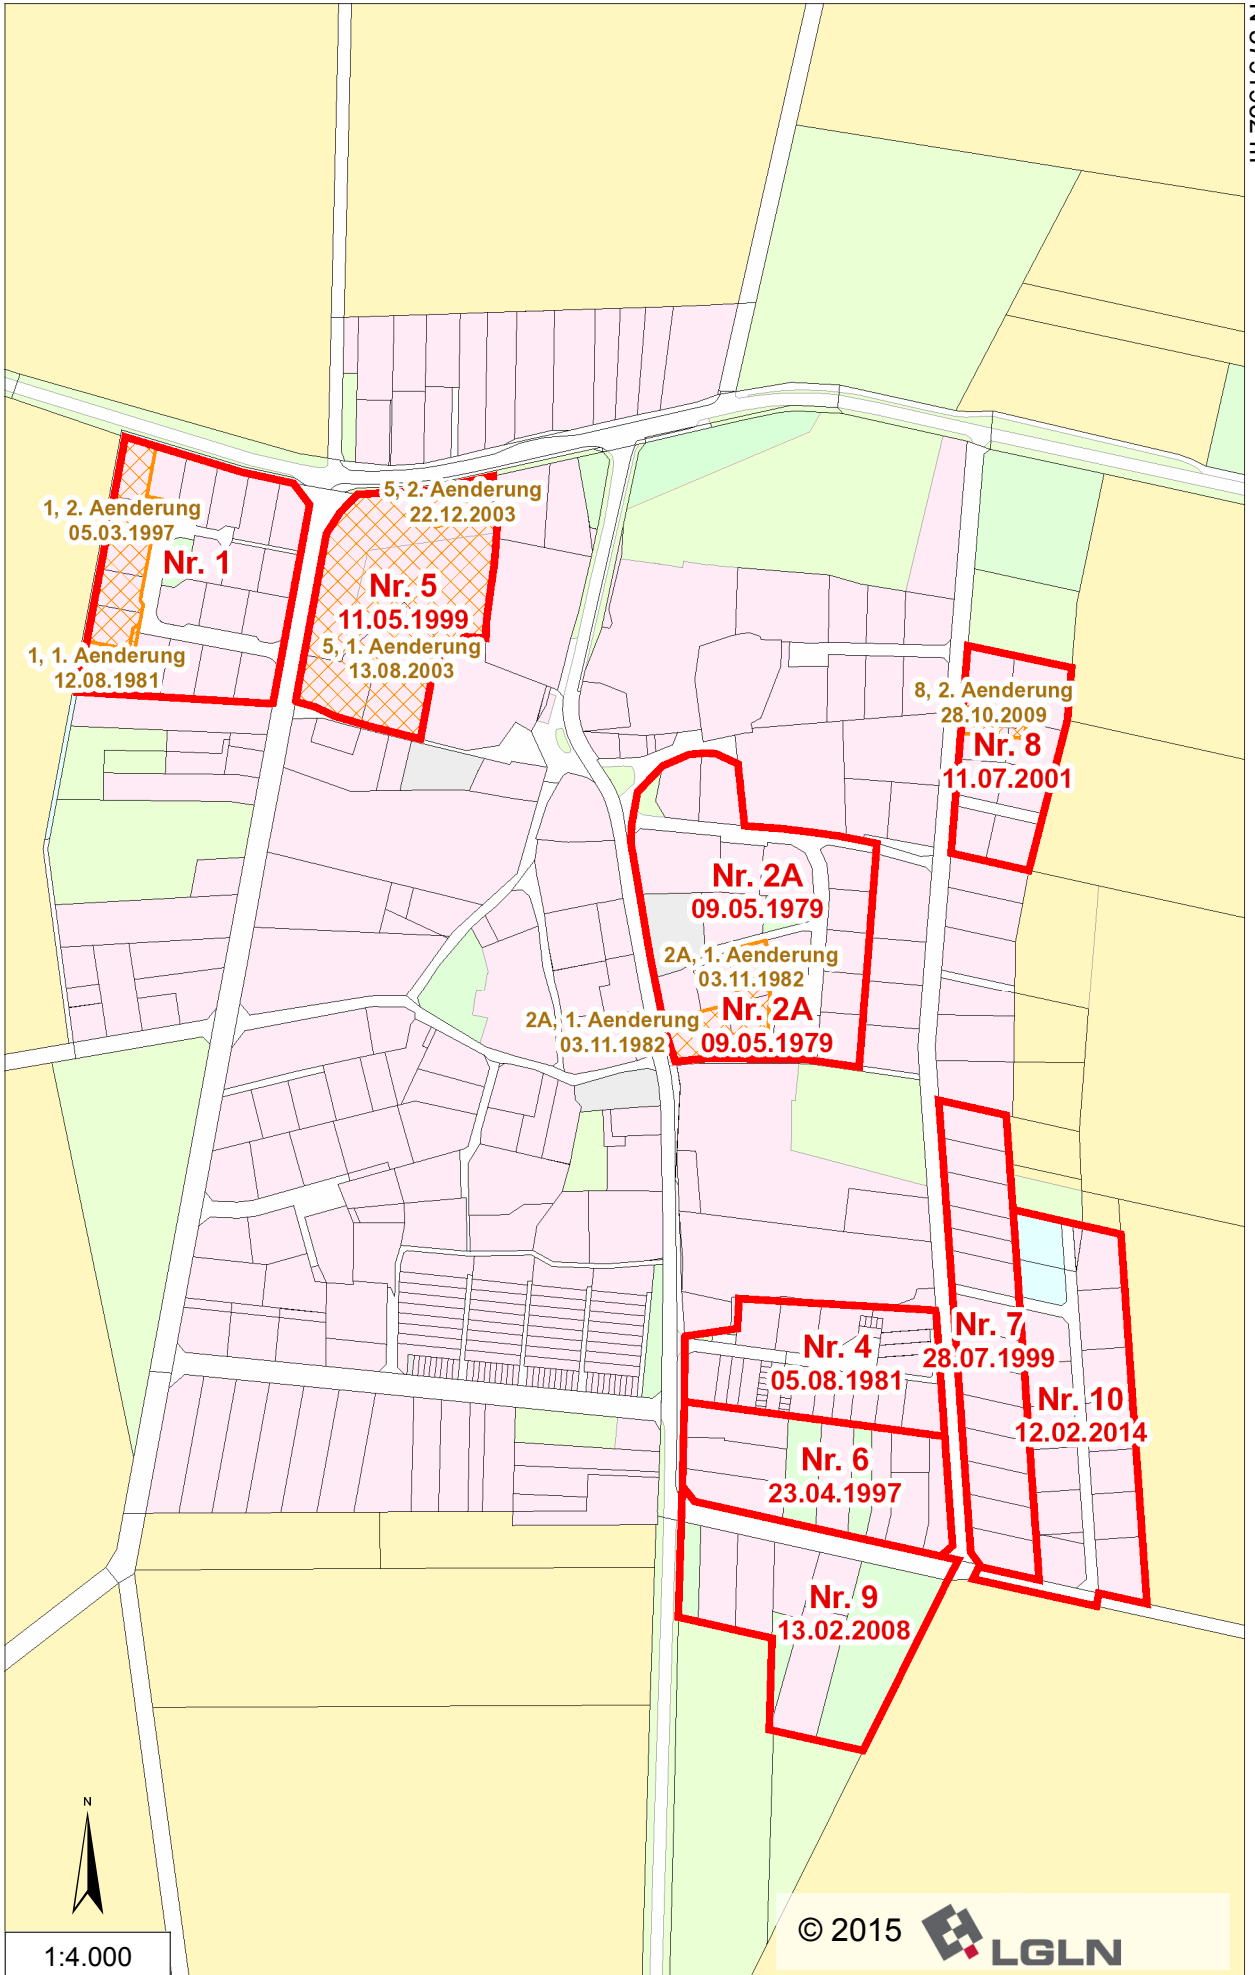 1, 2. Aenderung
05.03.1997
Nr. 1
1, 1. Aenderung
12.08.1981
5, 2. Aenderung
22.12.2003
Nr. 5
11.05.1999
5, 1. Aenderung
13.08.2003
8, 2. Aenderung
28.10.2009
Nr. 8
11.07.2001
Nr. 2A
09.05.1979
2A, 1. Aenderung
03.11.1982
Nr. 2A
09.05.1979
2A, 1. Aenderung
03.11.1982
Nr. 7
28.07.1999
Nr. 4
05.08.1981
Nr. 10
12.02.2014
Nr. 6
23.04.1997
Nr. 9
13.02.2008
N
1:4.000
© 2015
LGLN